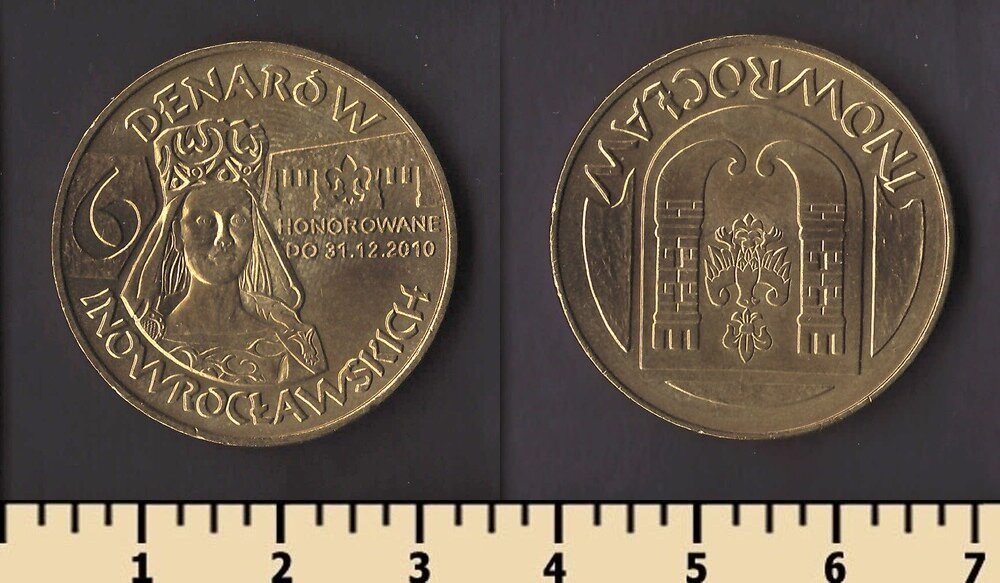 DENARÓW
6
HONOROWANE
DO 31.12.2010
INOWROCŁAWSKICH
INOWROCŁAW
1 2 3 4 5 6 7